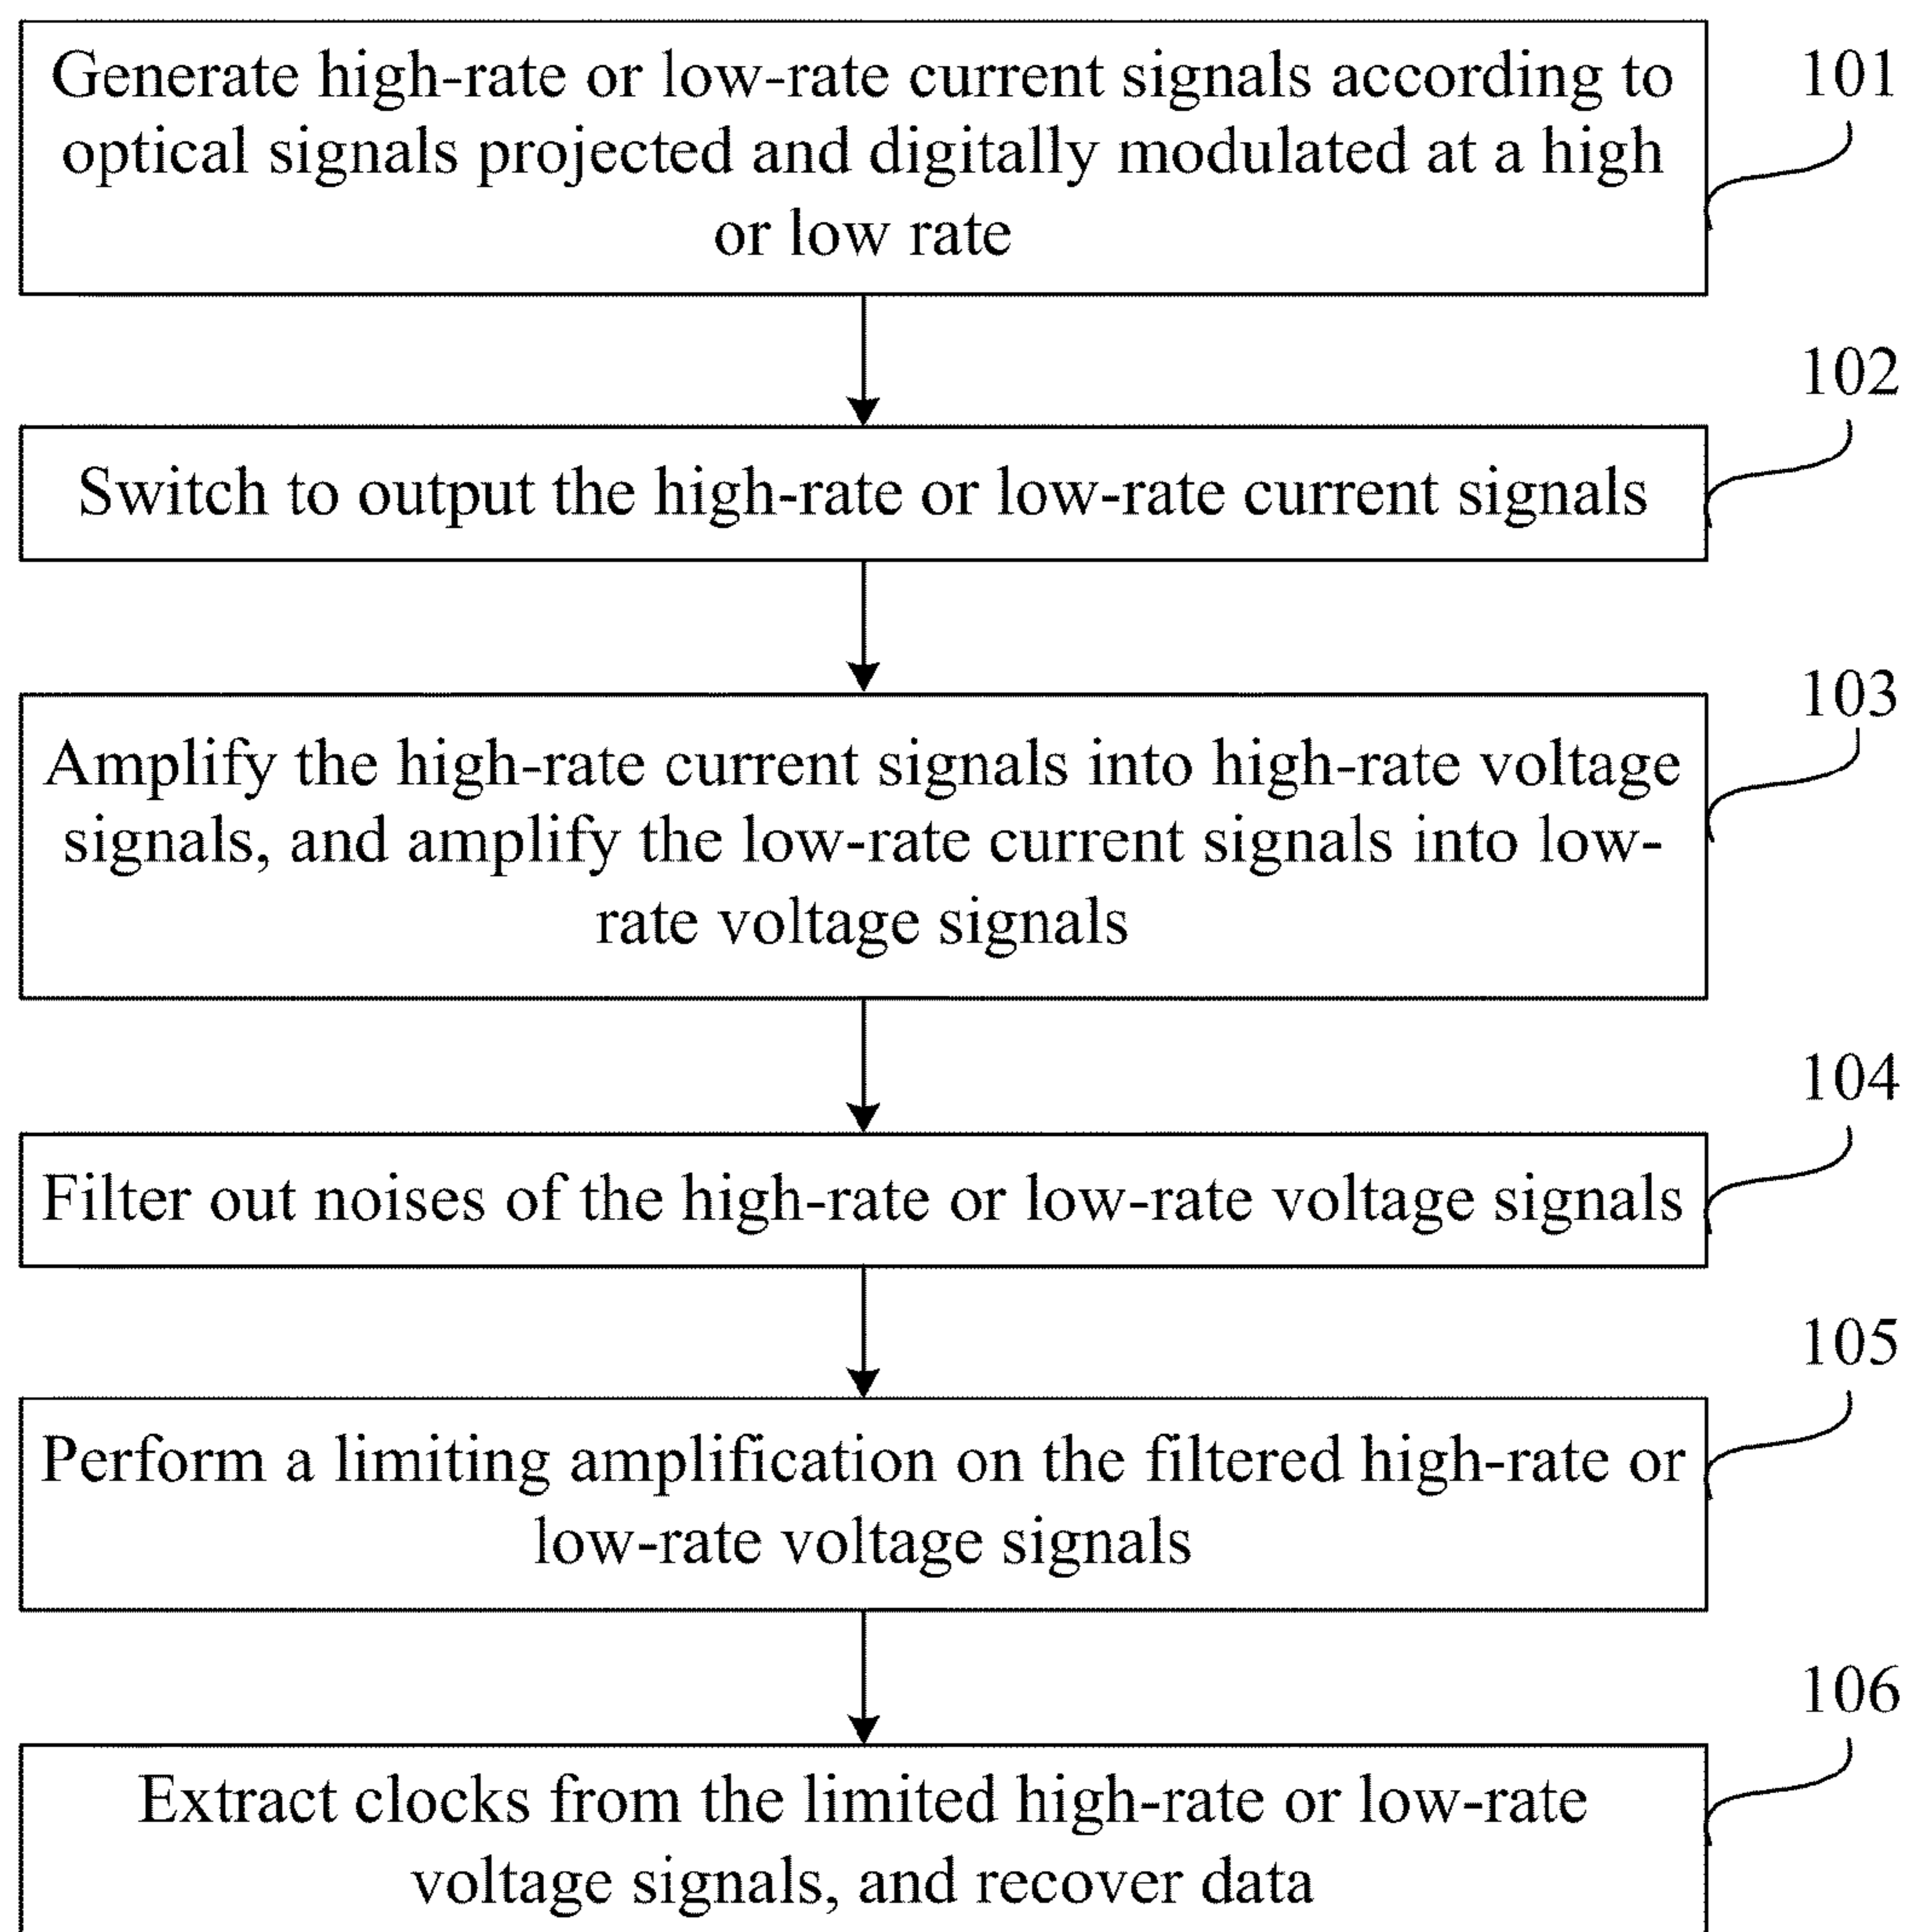 Generate high-rate or low-rate current signals according to
optical signals projected and digitally modulated at a high
or low rate
101
Switch to output the high-rate or low-rate current signals
102
Amplify the high-rate current signals into high-rate voltage
signals, and amplify the low-rate current signals into low-
rate voltage signals
103
Filter out noises of the high-rate or low-rate voltage signals
104
Perform a limiting amplification on the filtered high-rate or
low-rate voltage signals
105
Extract clocks from the limited high-rate or low-rate
voltage signals, and recover data
106